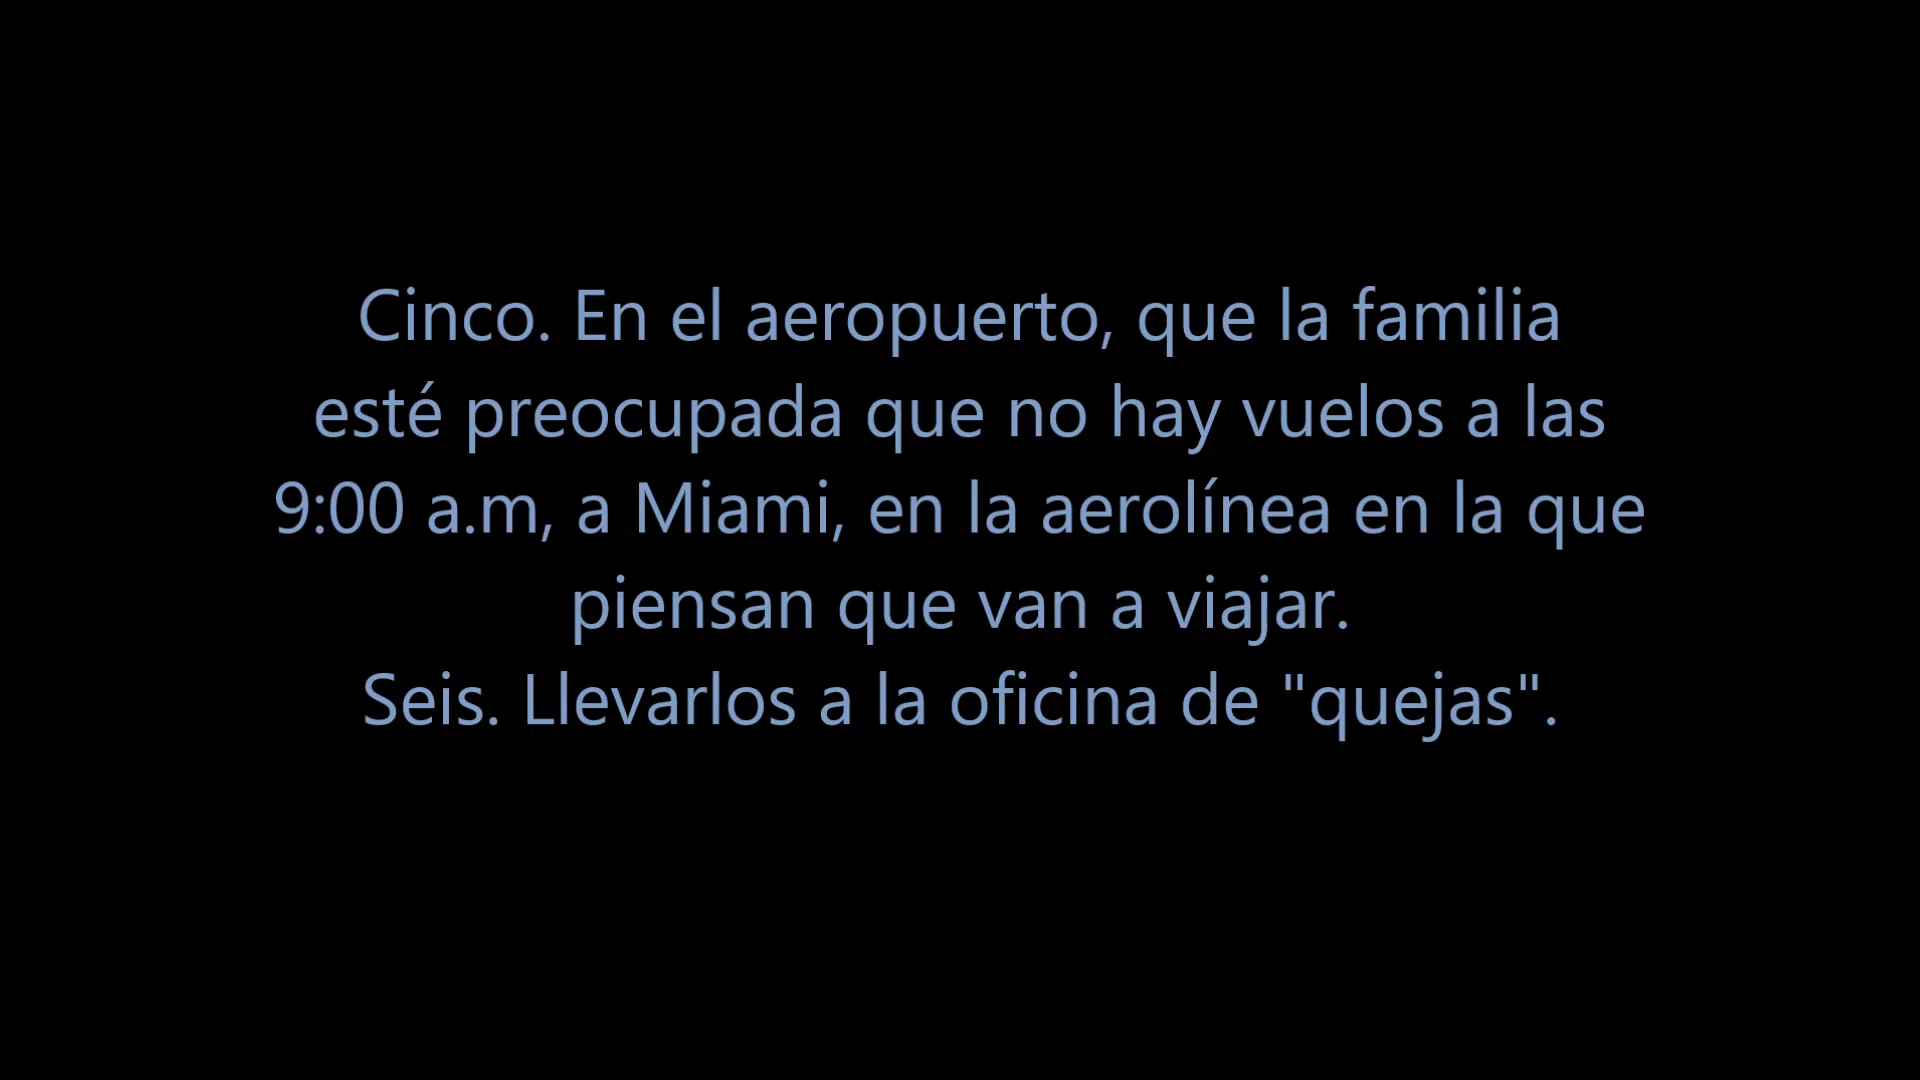 Cinco. En el aeropuerto, que la familia
esté preocupada que no hay vuelos a las
9:00 a.m, a Miami, en la aerolínea en la que
piensan que van a viajar.
Seis. Llevarlos a la oficina de "quejas".